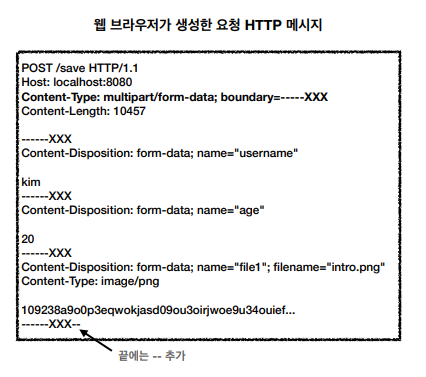 웹 브라우저가 생성한 요청 HTTP 메시지
POST /save HTTP/1.1
Host: localhost:8080
Content-Type: multipart/form-data; boundary=-----XXX
Content-Length: 10457
------XXX
Content-Disposition: form-data; name="username"
kim
------XXX
Content-Disposition: form-data; name="age"
20
------XXX
Content-Disposition: form-data; name="file1"; filename="intro.png"
Content-Type: image/png
109238a9o0p3eqwokjasd09ou3oirjwoe9u34ouief...
------XXX--
끝에는 -- 추가